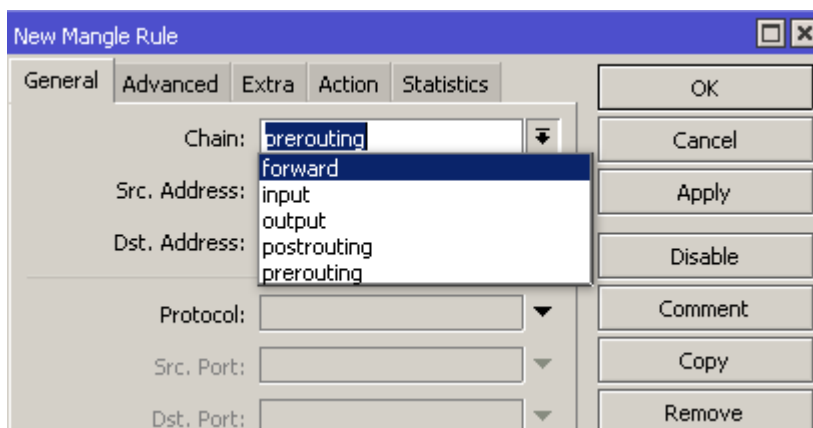 New Mangle Rule
General Advanced Extra Action Statistics
Chain: prerouting
forward
input
output
postrouting
prerouting
Src. Address:
Dst. Address:
Protocol:
Src. Port:
Dst. Port:
OK
Cancel
Apply
Disable
Comment
Copy
Remove